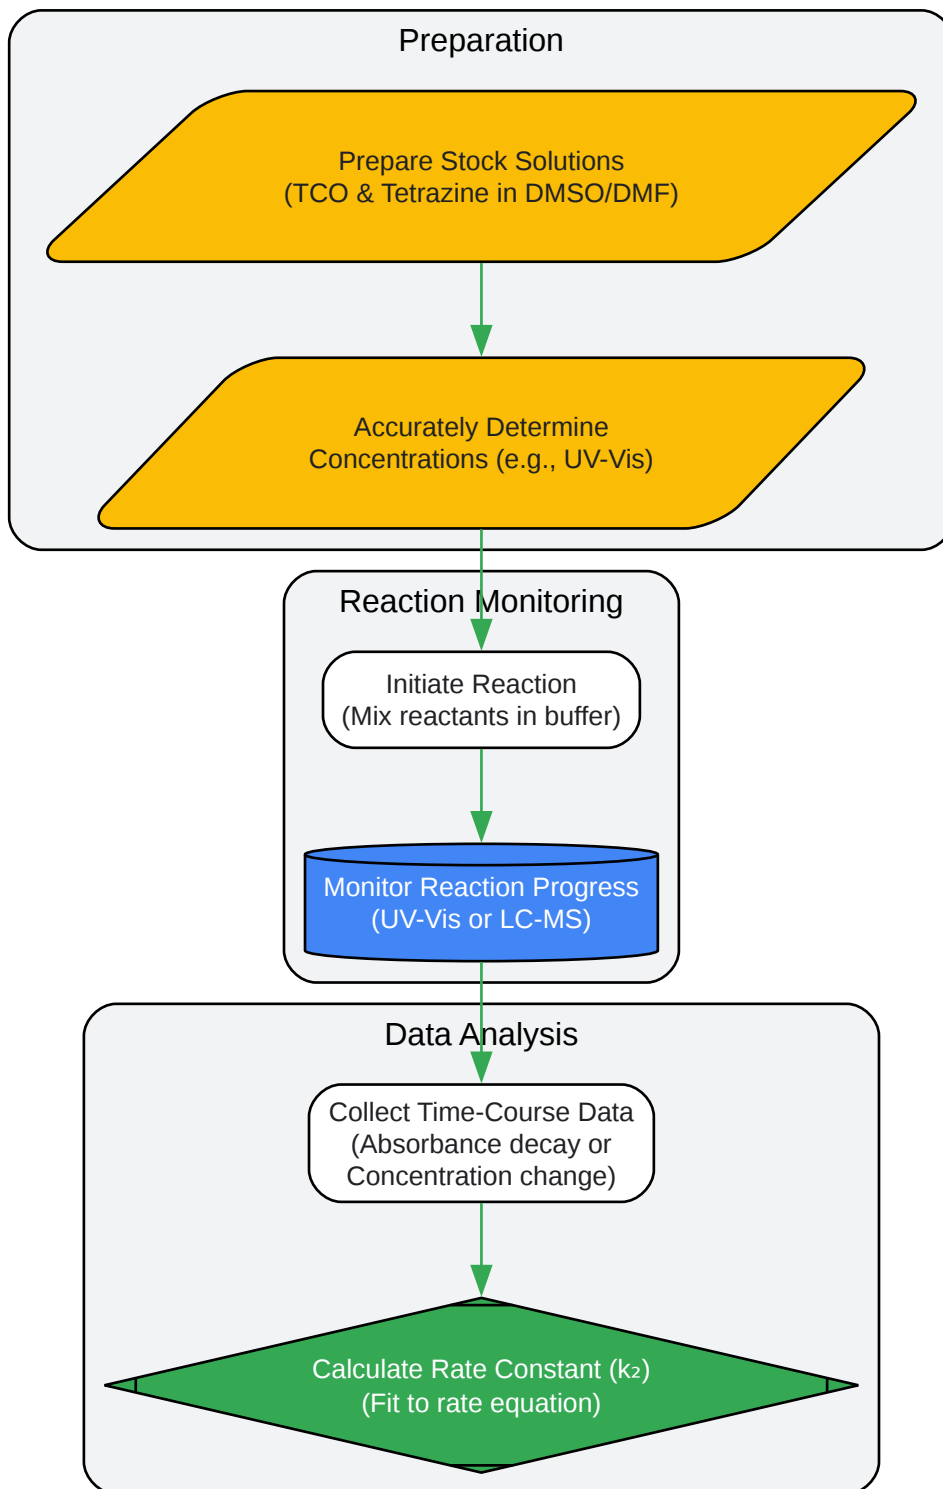 Preparation
Prepare Stock Solutions
(TCO & Tetrazine in DMSO/DMF)
Accurately Determine
Concentrations (e.g., UV-Vis)
Reaction Monitoring
Initiate Reaction
(Mix reactants in buffer)
Monitor Reaction Progress
(UV-Vis or LC-MS)
Data Analysis
Collect Time-Course Data
(Absorbance decay or
Concentration change)
Calculate Rate Constant (k₂)
(Fit to rate equation)